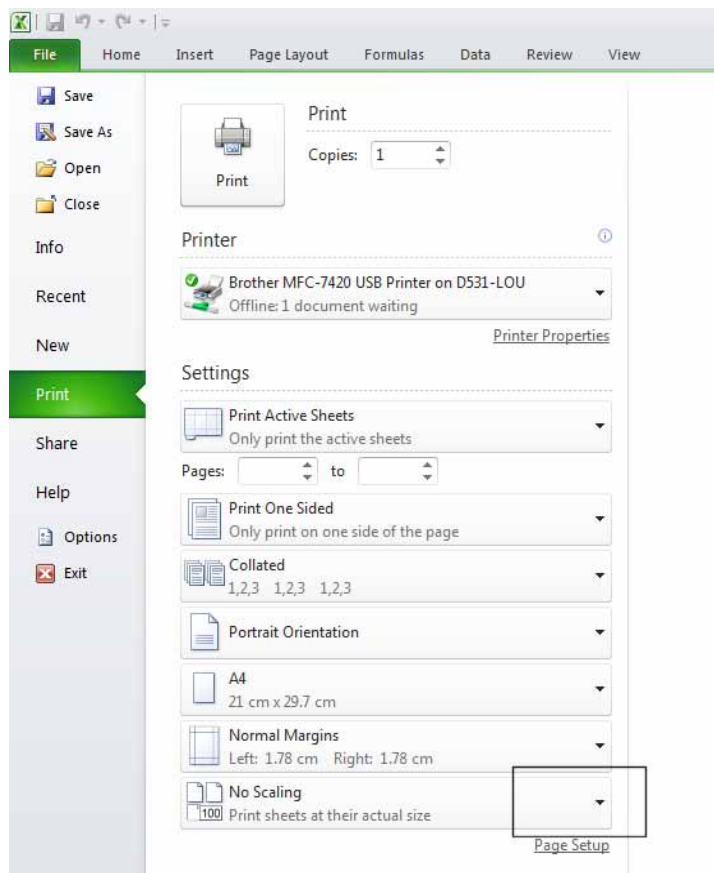 File Home Insert Page Layout Formulas Data Review View
Save
Save As
Open
Close
Info
Recent
New
Print
Share
Help
Options
Exit
Print
Print
Copies: 1
Printer
Brother MFC-7420 USB Printer on D531-LOU
Offline: 1 document waiting
Printer Properties
Settings
Print Active Sheets
Only print the active sheets
Pages: to
Print One Sided
Only print on one side of the page
Collated
1,2,3 1,2,3 1,2,3
Portrait Orientation
A4
21 cm x 29.7 cm
Normal Margins
Left: 1.78 cm Right: 1.78 cm
No Scaling
100 Print sheets at their actual size
Page Setup